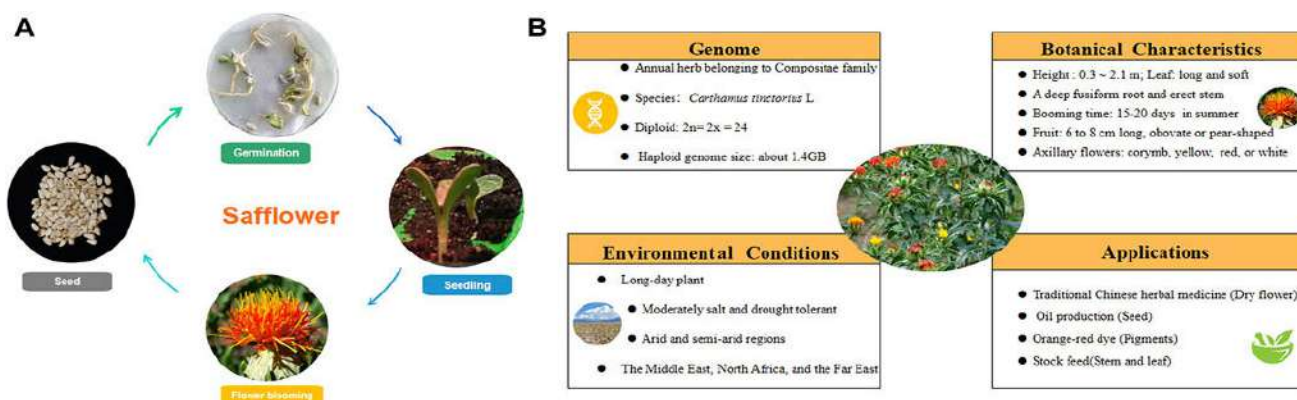 A
Germination
Safflower
Seed
Seedling
Flower blooming
B
Genome
Annual herb belonging to Compositae family
Species: Carthamus tinctorius L
Diploid: 2n= 2x = 24
Haploid genome size: about 1.4GB
Botanical Characteristics
Height : 0.3 ~ 2.1 m; Leaf: long and soft
A deep fusiform root and erect stem
Booming time: 15-20 days in summer
Fruit: 6 to 8 cm long, obovate or pear-shaped
Axillary flowers: corymb, yellow, red, or white
Environmental Conditions
Long-day plant
Moderately salt and drought tolerant
Arid and semi-arid regions
The Middle East, North Africa, and the Far East
Applications
Traditional Chinese herbal medicine (Dry flower)
Oil production (Seed)
Orange-red dye (Pigments)
Stock feed(Stem and leaf)